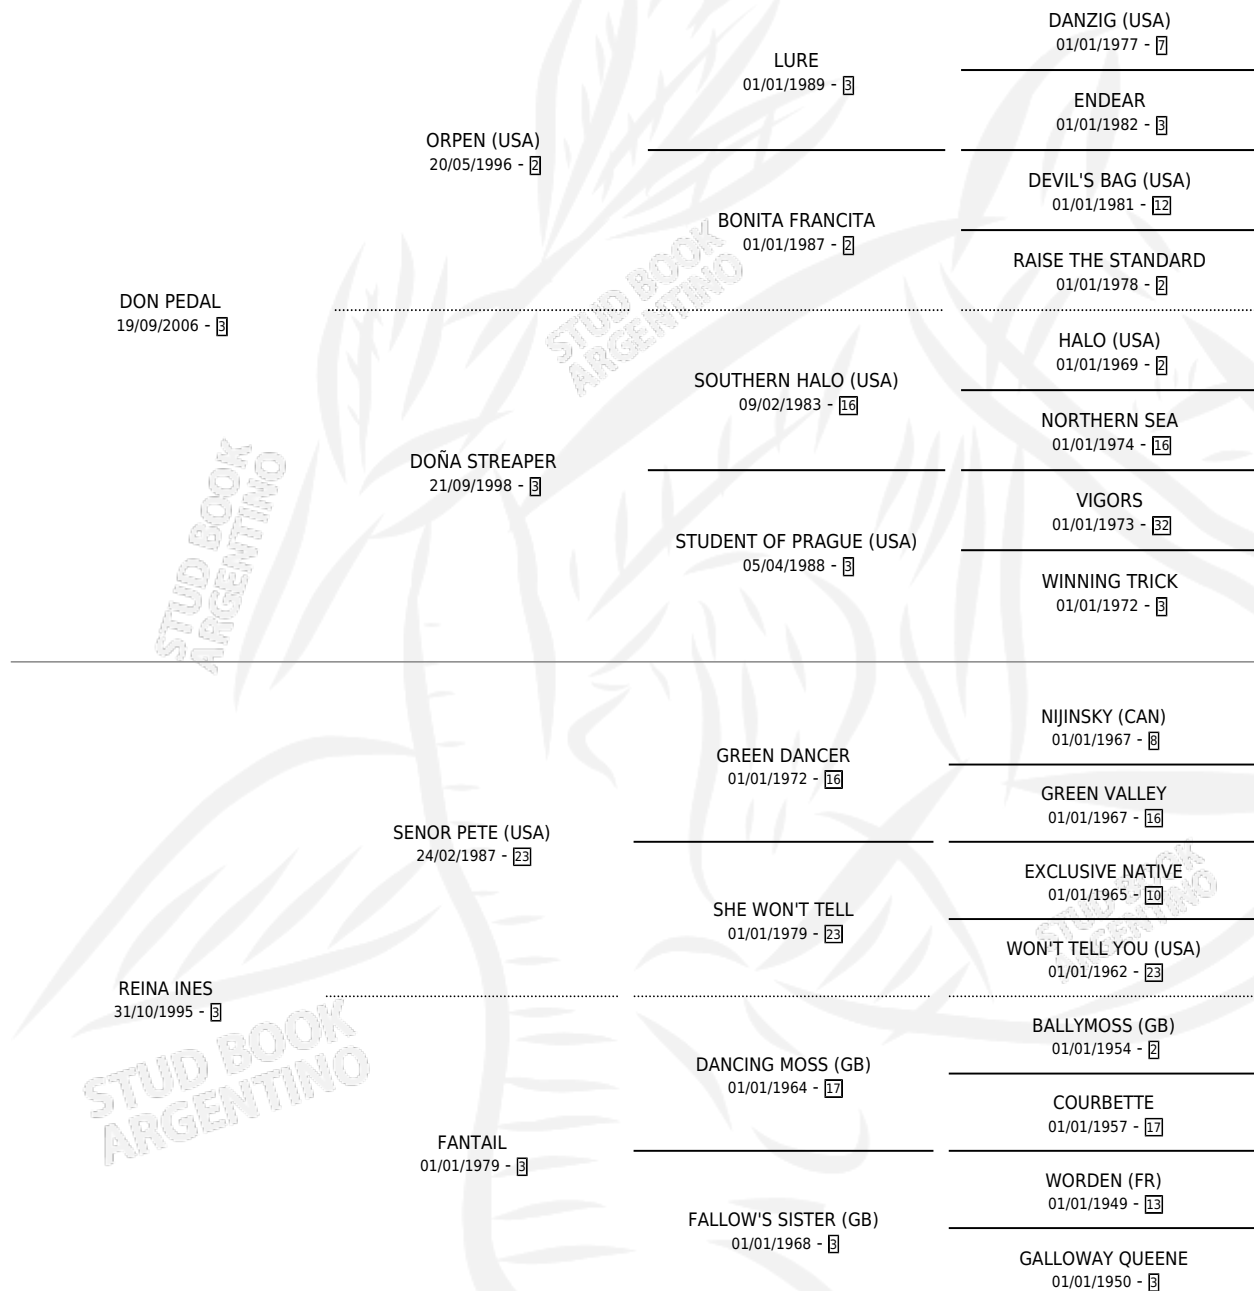 DANZIG (USA)
01/01/1977 - 7
LURE
01/01/1989 - 3
ENDEAR
01/01/1982 - 3
ORPEN (USA)
20/05/1996 - 2
DEVIL'S BAG (USA)
01/01/1981 - 12
BONITA FRANCITA
01/01/1987 - 2
RAISE THE STANDARD
01/01/1978 - 2
DON PEDAL
19/09/2006 - 3
HALO (USA)
01/01/1969 - 2
SOUTHERN HALO (USA)
09/02/1983 - 16
NORTHERN SEA
01/01/1974 - 16
DOÑA STREAPER
21/09/1998 - 3
VIGORS
01/01/1973 - 32
STUDENT OF PRAGUE (USA)
05/04/1988 - 3
WINNING TRICK
01/01/1972 - 3
NIJINSKY (CAN)
01/01/1967 - 8
GREEN DANCER
01/01/1972 - 16
GREEN VALLEY
01/01/1967 - 16
SENOR PETE (USA)
24/02/1987 - 23
EXCLUSIVE NATIVE
01/01/1965 - 10
SHE WON'T TELL
01/01/1979 - 23
WON'T TELL YOU (USA)
01/01/1962 - 23
REINA INES
31/10/1995 - 3
BALLYMOSS (GB)
01/01/1954 - 2
DANCING MOSS (GB)
01/01/1964 - 17
COURBETTE
01/01/1957 - 17
FANTAIL
01/01/1979 - 3
WORDEN (FR)
01/01/1949 - 13
FALLOW'S SISTER (GB)
01/01/1968 - 3
GALLOWAY QUEENE
01/01/1950 - 3
STUD BOOK
ARGENTINO
STUD BOOK
ARGENTINO
STUD BOOK
ARGENTINO
STUD BOOK
ARGENTINO